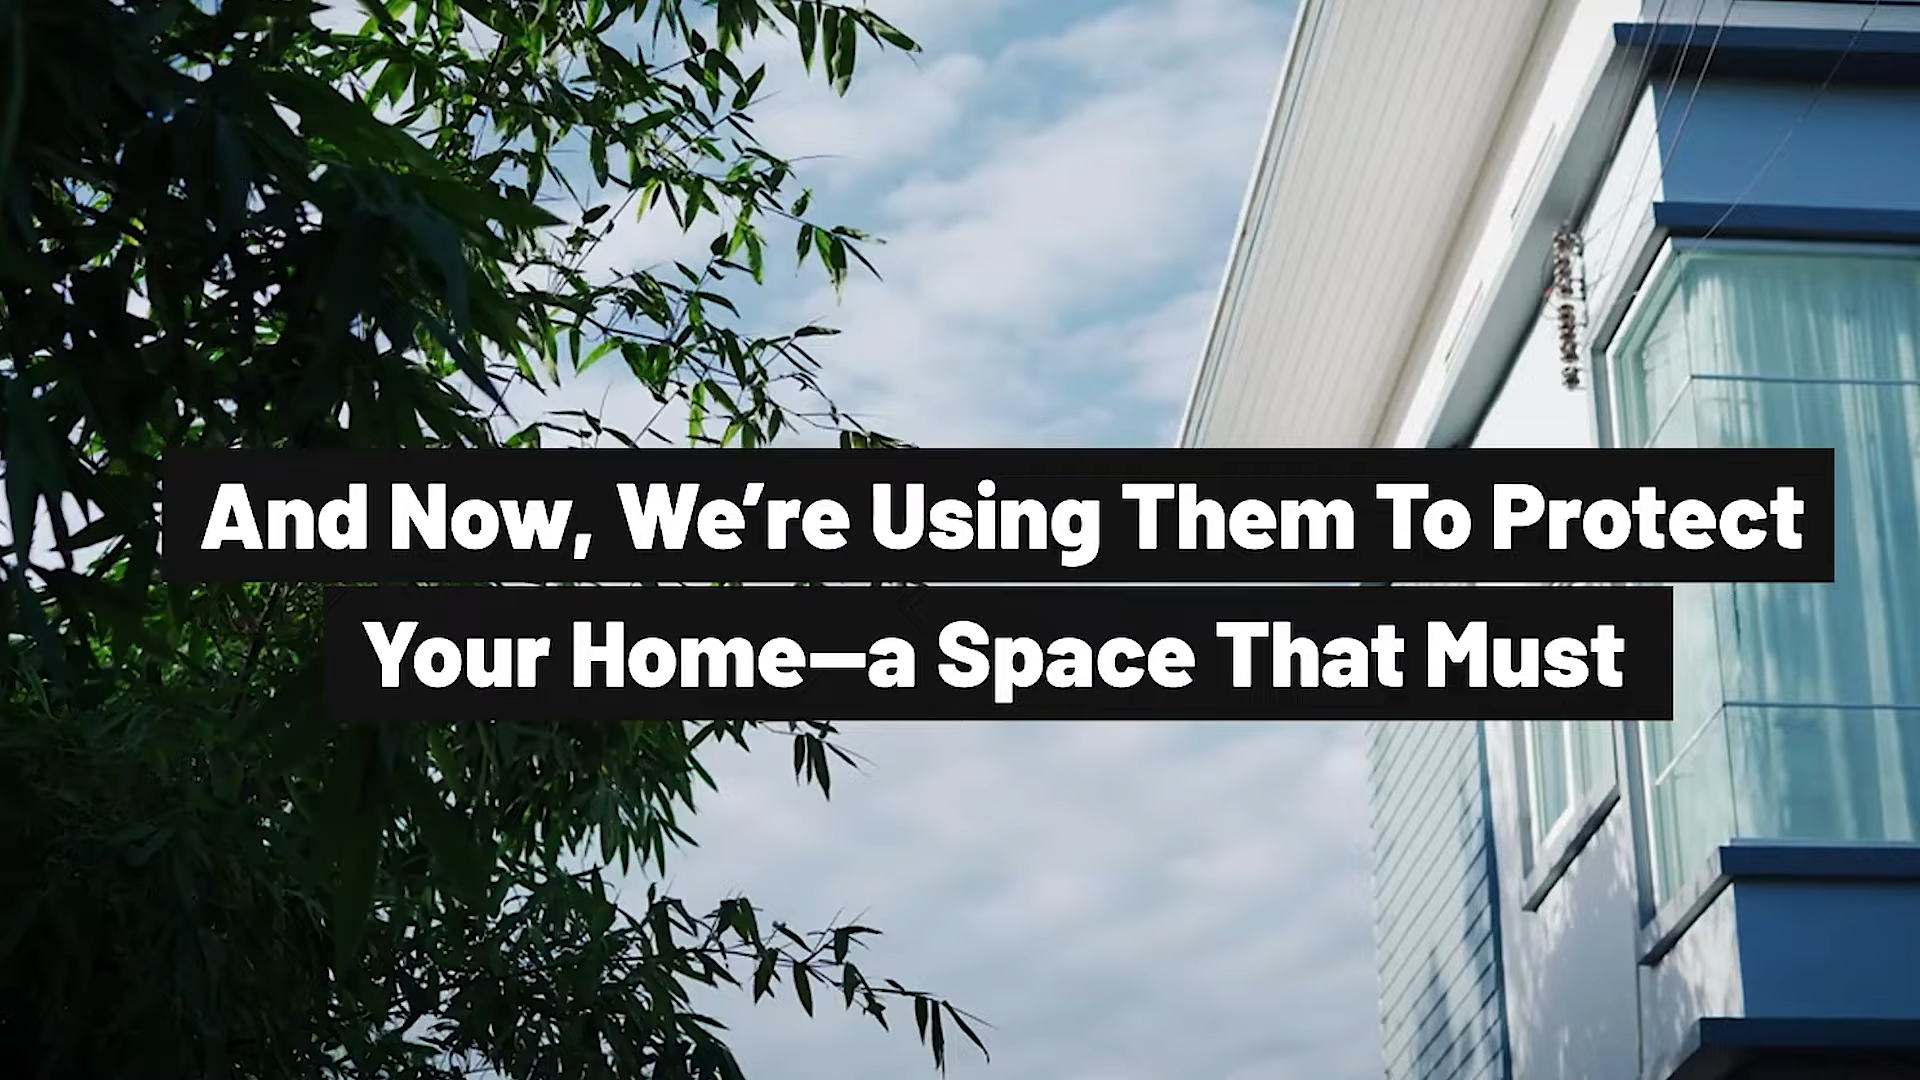 And Now, We’re Using Them To Protect
Your Home—a Space That Must